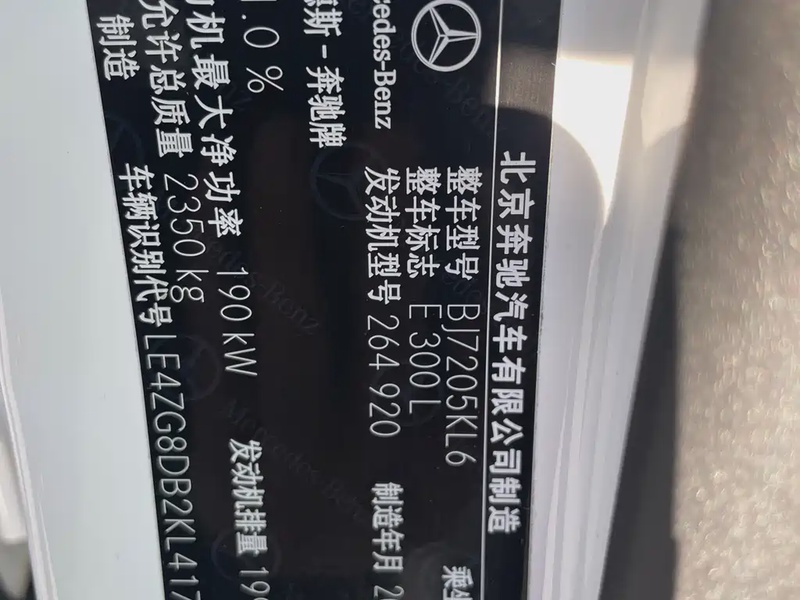 北京奔驰汽车有限公司制造
整车型号 BJ7205KL6
整车标志 E 300 L
发动机型号 264 920
制造年月
Mercedes-Benz
奔驰牌
发动机排量
机最大净功率 190 kW
允许总质量 2350 kg
制造
车辆识别代号 LE4ZG8DB2KL417